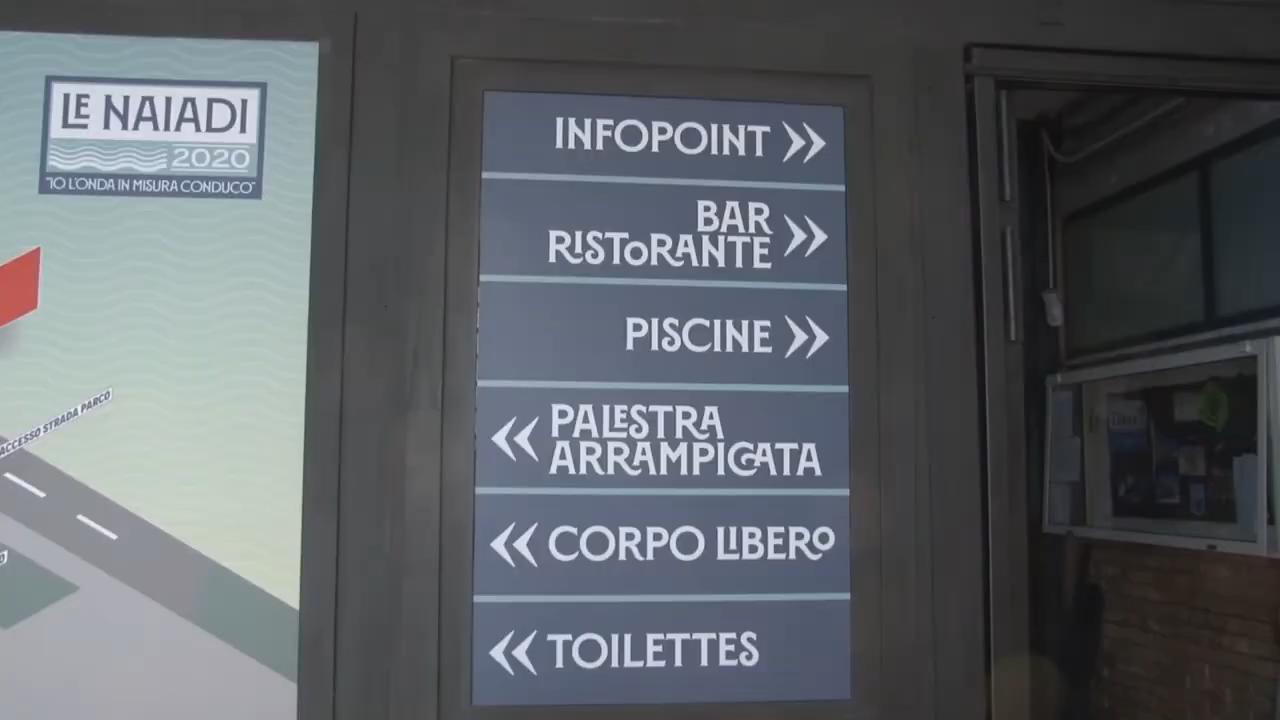 LE NAIADI
2020
"IO L'ONDA IN MISURA CONDUCO"
ACCESSO STRADA PARCO
INFOPOINT
BAR
RISTORANTE
PISCINE
PALESTRA
ARRAMPICATA
CORPO LIBERO
TOILETTES